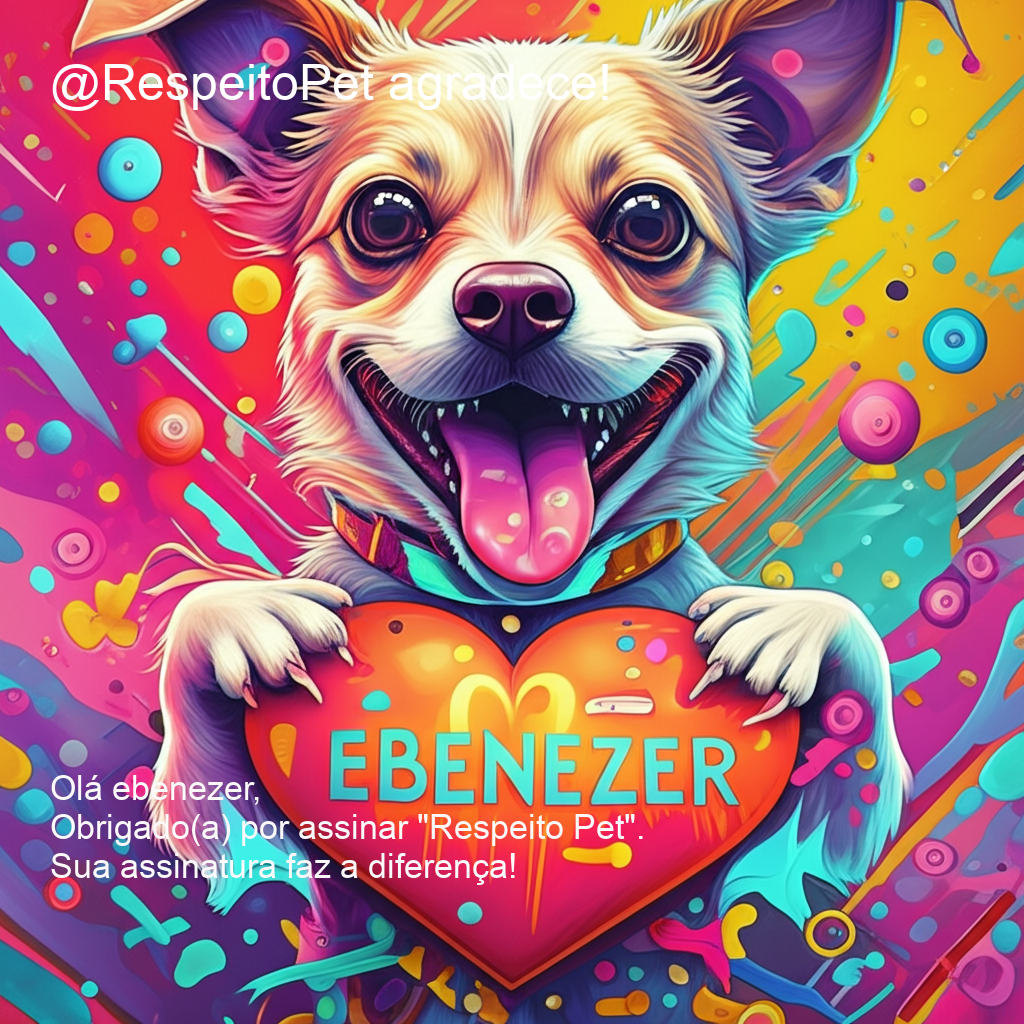 @RespeitoPet agradece!
EBENEZER
Olá ebenezer,
Obrigado(a) por assinar "Respeito Pet".
Sua assinatura faz a diferença!